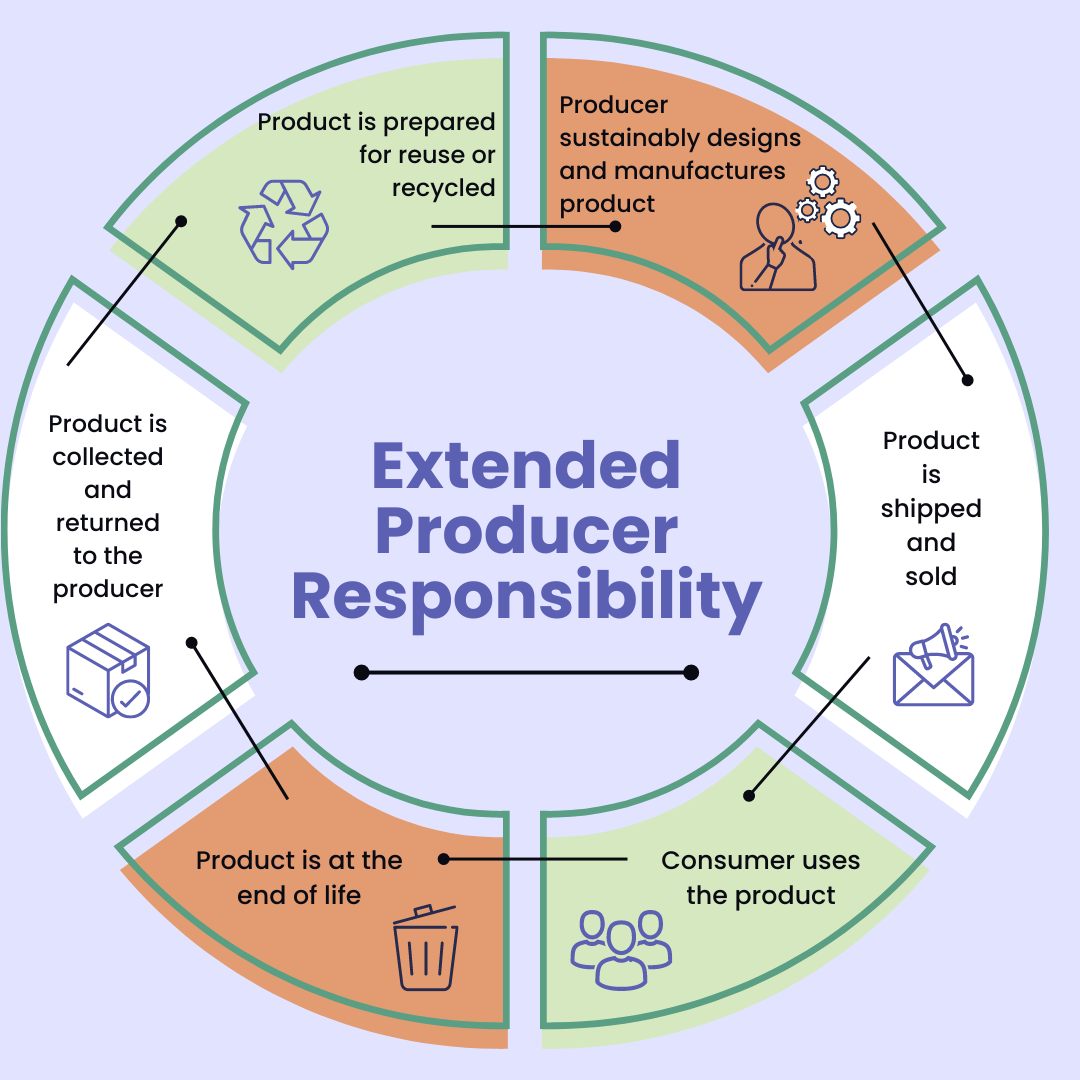 Extended
Producer
Responsibility
Producer
sustainably designs
and manufactures
product
Product
is
shipped
and
sold
Consumer uses
the product
Product is at the
end of life
Product is
collected
and
returned
to the
producer
Product is prepared
for reuse or
recycled